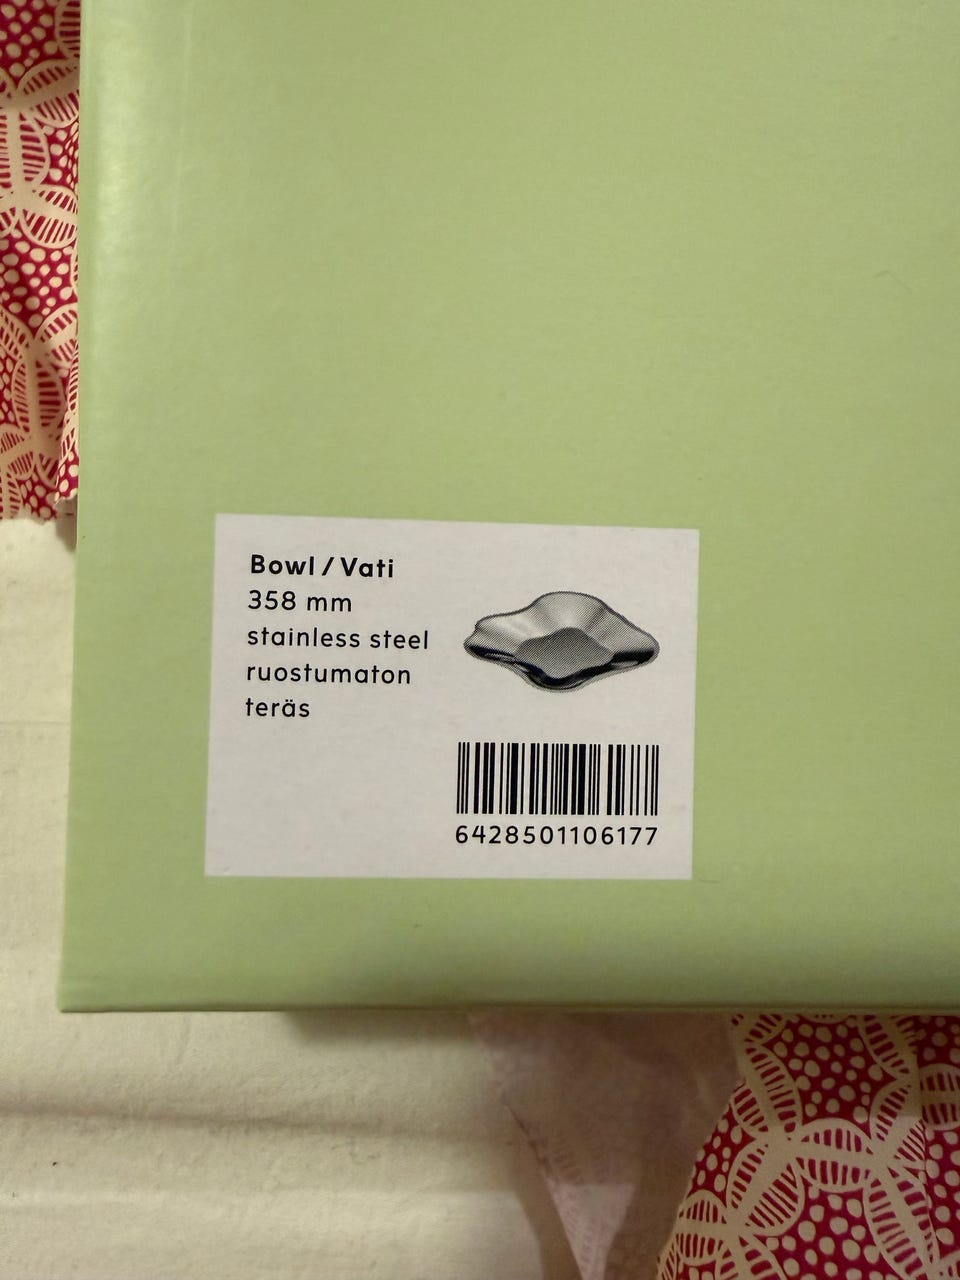 Bowl / Vati
358 mm
stainless steel
ruostumaton
teräs
6428501106177